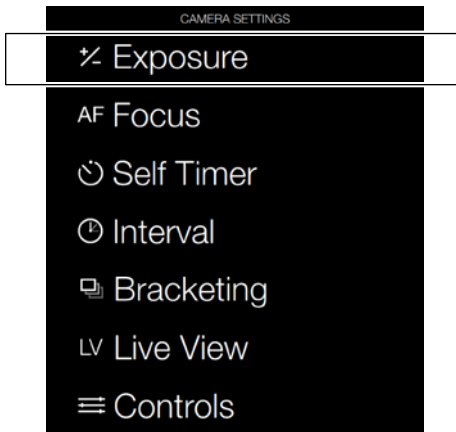 CAMERA SETTINGS
Exposure
AF Focus
Self Timer
Interval
Bracketing
LV Live View
Controls